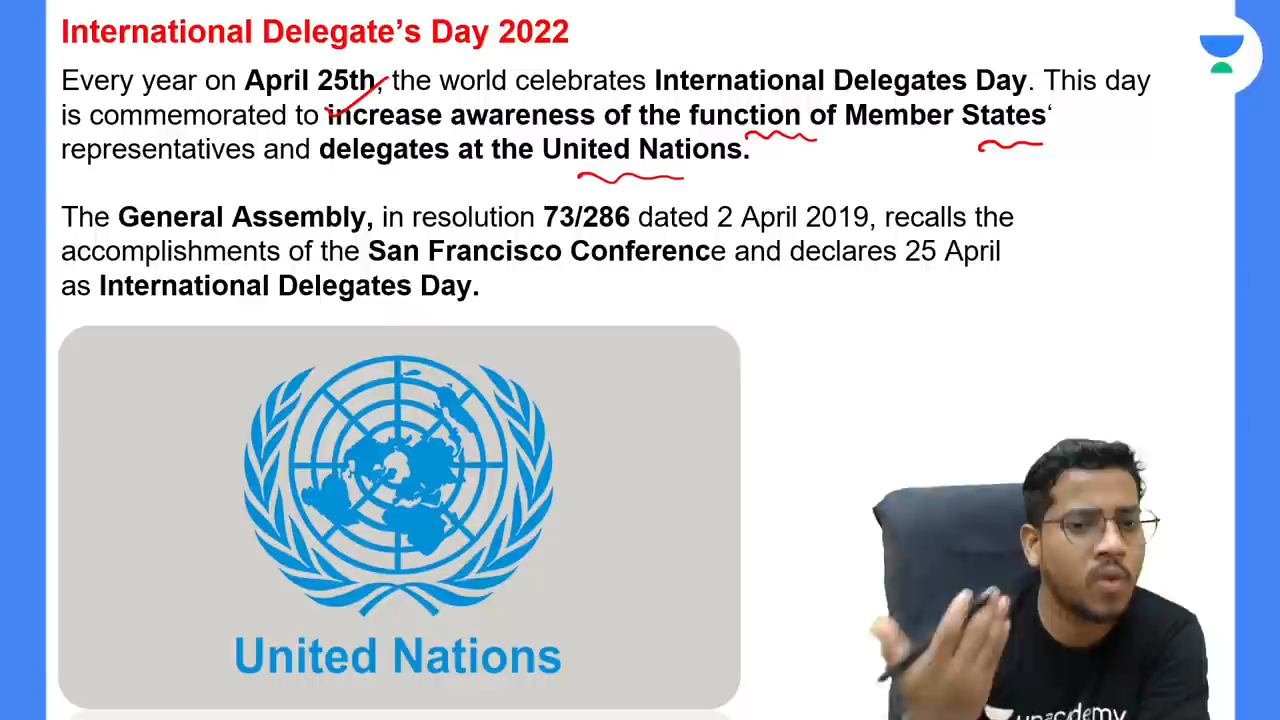 International Delegate’s Day 2022
Every year on April 25th, the world celebrates International Delegates Day. This day
is commemorated to increase awareness of the function of Member States‘
representatives and delegates at the United Nations.
The General Assembly, in resolution 73/286 dated 2 April 2019, recalls the
accomplishments of the San Francisco Conference and declares 25 April
as International Delegates Day.
United Nations
unacademy